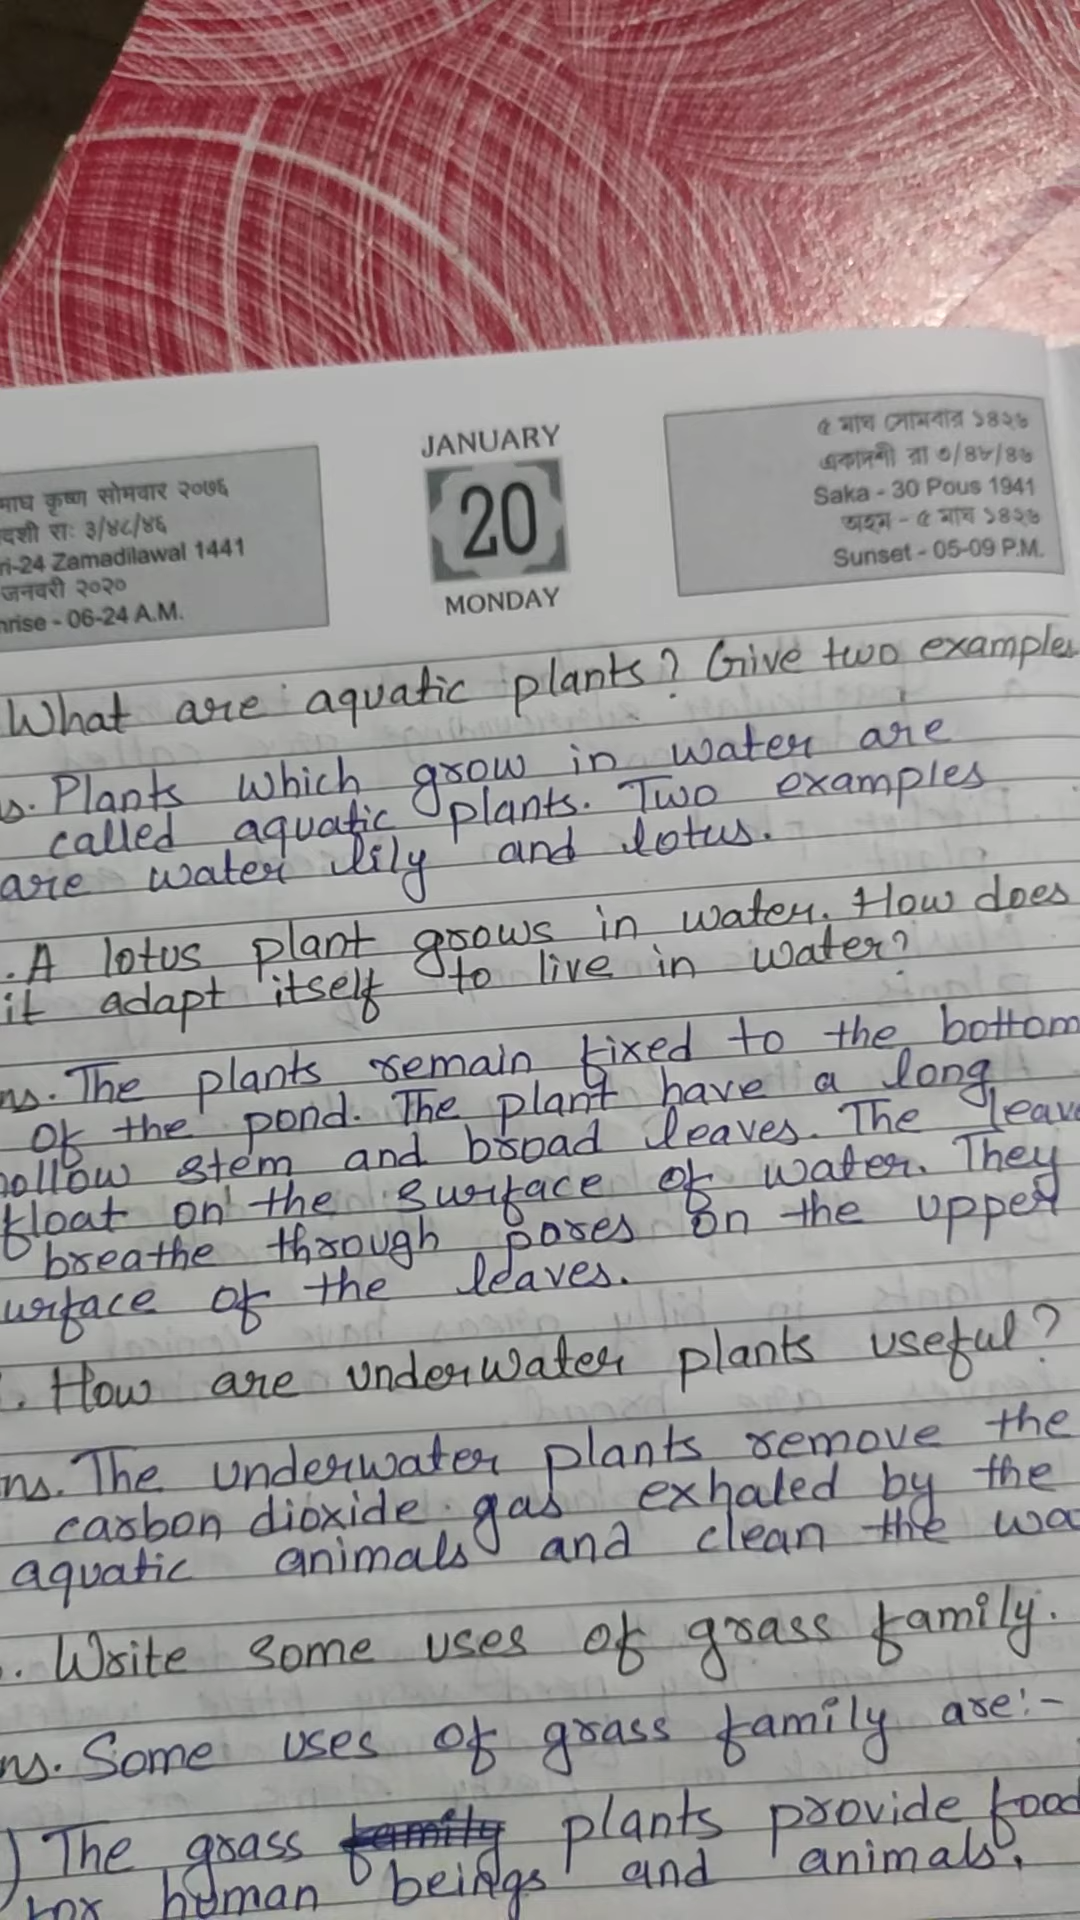 माघ कृष्ण सोमवार २०७६
दशी रा: ३/४८/४६
ri-24 Zamadilawal 1441
जनवरी २०२०
nrise - 06-24 A.M.
JANUARY
20
MONDAY
৫ মাঘ সোমবার ১৪২৬
একাদশী রা ৩/৪৮/৪৬
Saka - 30 Pous 1941
অহম - ৫ মাঘ ১৪২৬
Sunset - 05-09 P.M.
What are aquatic plants? Give two examples
s. Plants which grow in water are
called aquatic plants. Two examples
are water lily and lotus.
. A lotus plant grows in water. How does
it adapt itself to live in water?
ns. The plants remain fixed to the bottom
of the pond. The plant have a long
ollow stem and broad leaves. The leave
float on the surface of water. They
breathe through pores on the upper
urface of the leaves.
. How are underwater plants useful?
ns. The underwater plants remove the
carbon dioxide gas exhaled by the
aquatic animals and clean the wa
. Write some uses of grass family.
ns. Some uses of grass family are:-
) The grass family plants provide food
for human beings and animals.